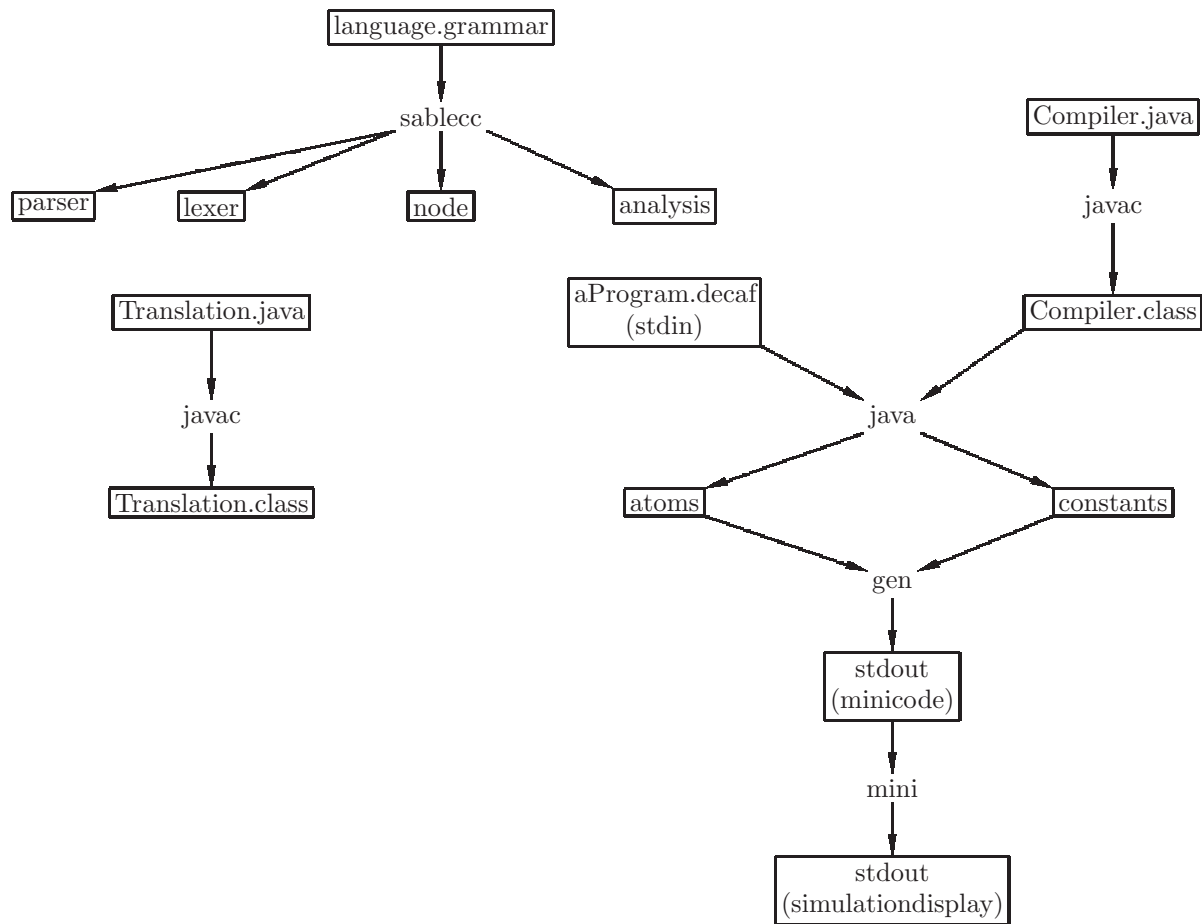 language.grammar
sablecc
Compiler.java
parser
lexer
node
analysis
javac
Translation.java
aProgram.decaf
(stdin)
Compiler.class
javac
java
Translation.class
atoms
constants
gen
stdout
(minicode)
mini
stdout
(simulationdisplay)